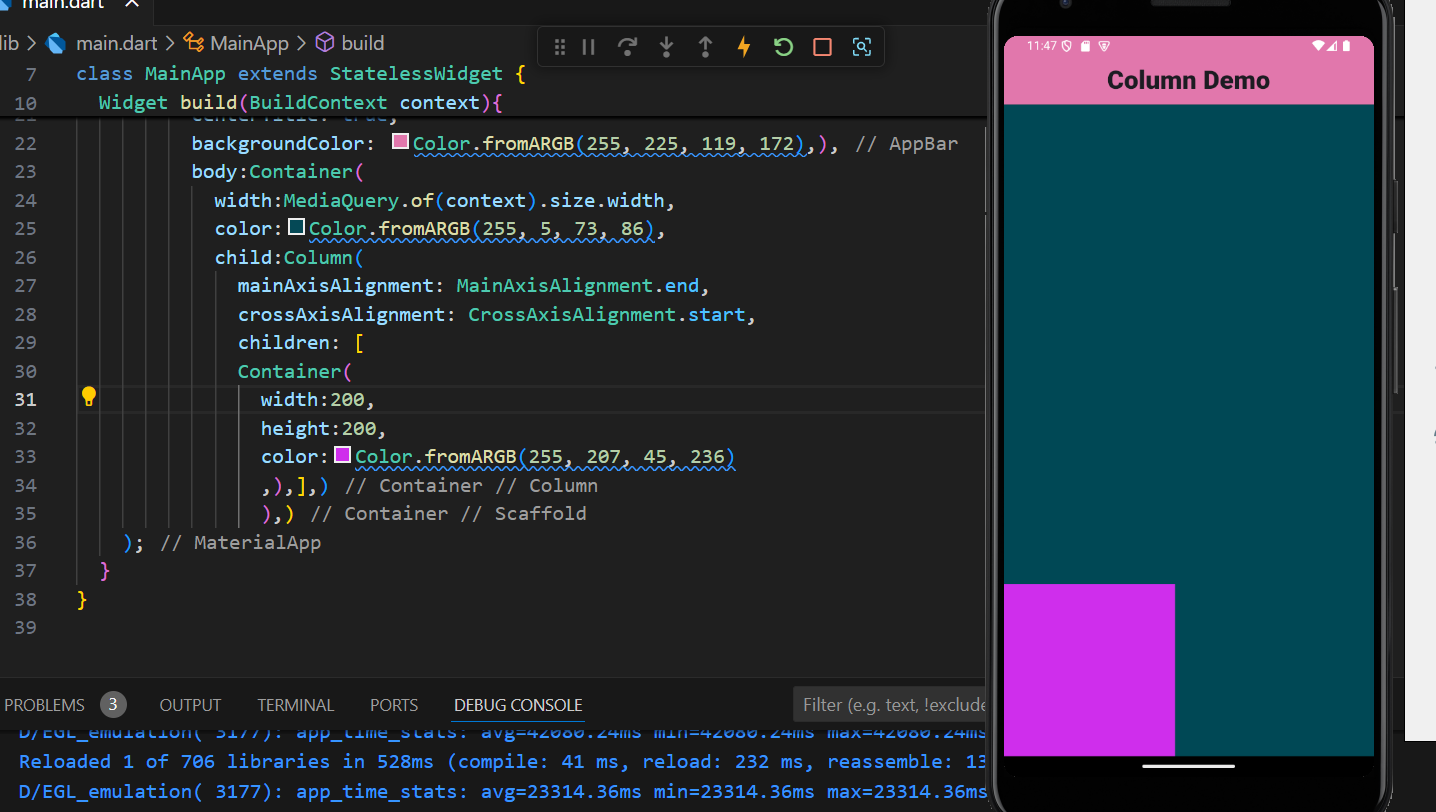 main.dart
lib > main.dart > MainApp > build
7 class MainApp extends StatelessWidget {
10 Widget build(BuildContext context){
21 centerTitle: true,
22 backgroundColor: Color.fromARGB(255, 225, 119, 172),), // AppBar
23 body:Container(
24 width:MediaQuery.of(context).size.width,
25 color:Color.fromARGB(255, 5, 73, 86),
26 child:Column(
27 mainAxisAlignment: MainAxisAlignment.end,
28 crossAxisAlignment: CrossAxisAlignment.start,
29 children: [
30 Container(
31 width:200,
32 height:200,
33 color:Color.fromARGB(255, 207, 45, 236)
34 ,),],) // Container // Column
35 ),) // Container // Scaffold
36 ); // MaterialApp
37 }
38 }
39
PROBLEMS 3 OUTPUT TERMINAL PORTS DEBUG CONSOLE Filter (e.g. text, !exclude
D/EGL_emulation( 3177): app_time_stats: avg=42080.24ms min=42080.24ms max=42080.24ms
Reloaded 1 of 706 libraries in 528ms (compile: 41 ms, reload: 232 ms, reassemble: 13
D/EGL_emulation( 3177): app_time_stats: avg=23314.36ms min=23314.36ms max=23314.36ms
11:47
Column Demo